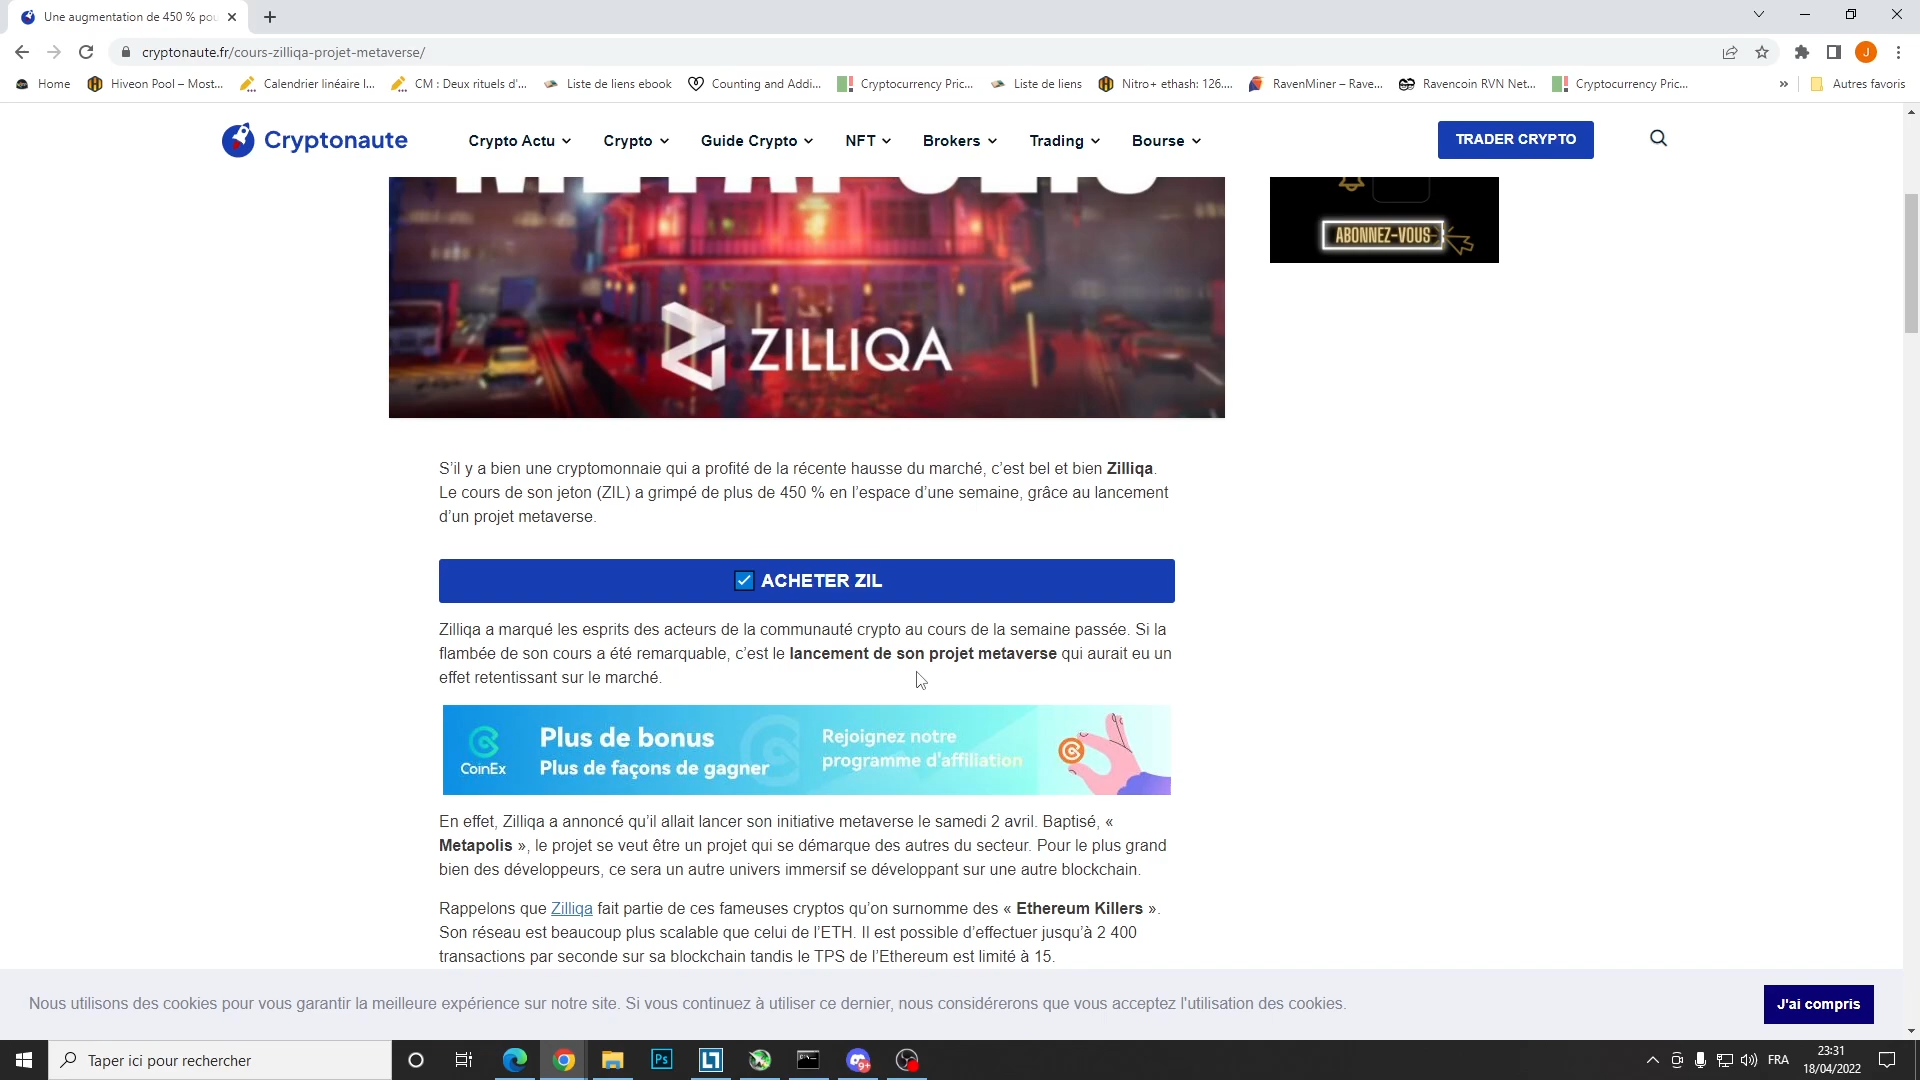 Une augmentation de 450 % pou
cryptonaute.fr/cours-zilliqa-projet-metaverse/
J
Home
Hiveon Pool – Most...
Calendrier linéaire l...
CM : Deux rituels d'...
Liste de liens ebook
Counting and Addi...
Cryptocurrency Pric...
Liste de liens
Nitro+ ethash: 126....
RavenMiner – Rave...
Ravencoin RVN Net...
Cryptocurrency Pric...
»
Autres favoris
Cryptonaute
Crypto Actu
Crypto
Guide Crypto
NFT
Brokers
Trading
Bourse
TRADER CRYPTO
METAPOLIS
ABONNEZ-VOUS
ZILLIQA
S’il y a bien une cryptomonnaie qui a profité de la récente hausse du marché, c’est bel et bien Zilliqa.
Le cours de son jeton (ZIL) a grimpé de plus de 450 % en l’espace d’une semaine, grâce au lancement
d’un projet metaverse.
ACHETER ZIL
Zilliqa a marqué les esprits des acteurs de la communauté crypto au cours de la semaine passée. Si la
flambée de son cours a été remarquable, c’est le lancement de son projet metaverse qui aurait eu un
effet retentissant sur le marché.
CoinEx
Plus de bonus
Plus de façons de gagner
Rejoignez notre
programme d'affiliation
En effet, Zilliqa a annoncé qu’il allait lancer son initiative metaverse le samedi 2 avril. Baptisé, «
Metapolis », le projet se veut être un projet qui se démarque des autres du secteur. Pour le plus grand
bien des développeurs, ce sera un autre univers immersif se développant sur une autre blockchain.
Rappelons que Zilliqa fait partie de ces fameuses cryptos qu’on surnomme des « Ethereum Killers ».
Son réseau est beaucoup plus scalable que celui de l’ETH. Il est possible d’effectuer jusqu’à 2 400
transactions par seconde sur sa blockchain tandis le TPS de l’Ethereum est limité à 15.
Nous utilisons des cookies pour vous garantir la meilleure expérience sur notre site. Si vous continuez à utiliser ce dernier, nous considérerons que vous acceptez l'utilisation des cookies.
J'ai compris
Taper ici pour rechercher
Ps
9+
FRA
23:31
18/04/2022